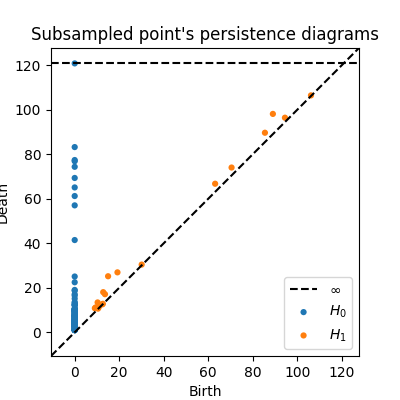 Subsampled point's persistence diagrams
120
100
80
60
40
20
0
Death
∞
H₀
H₁
0 20 40 60 80 100 120
Birth